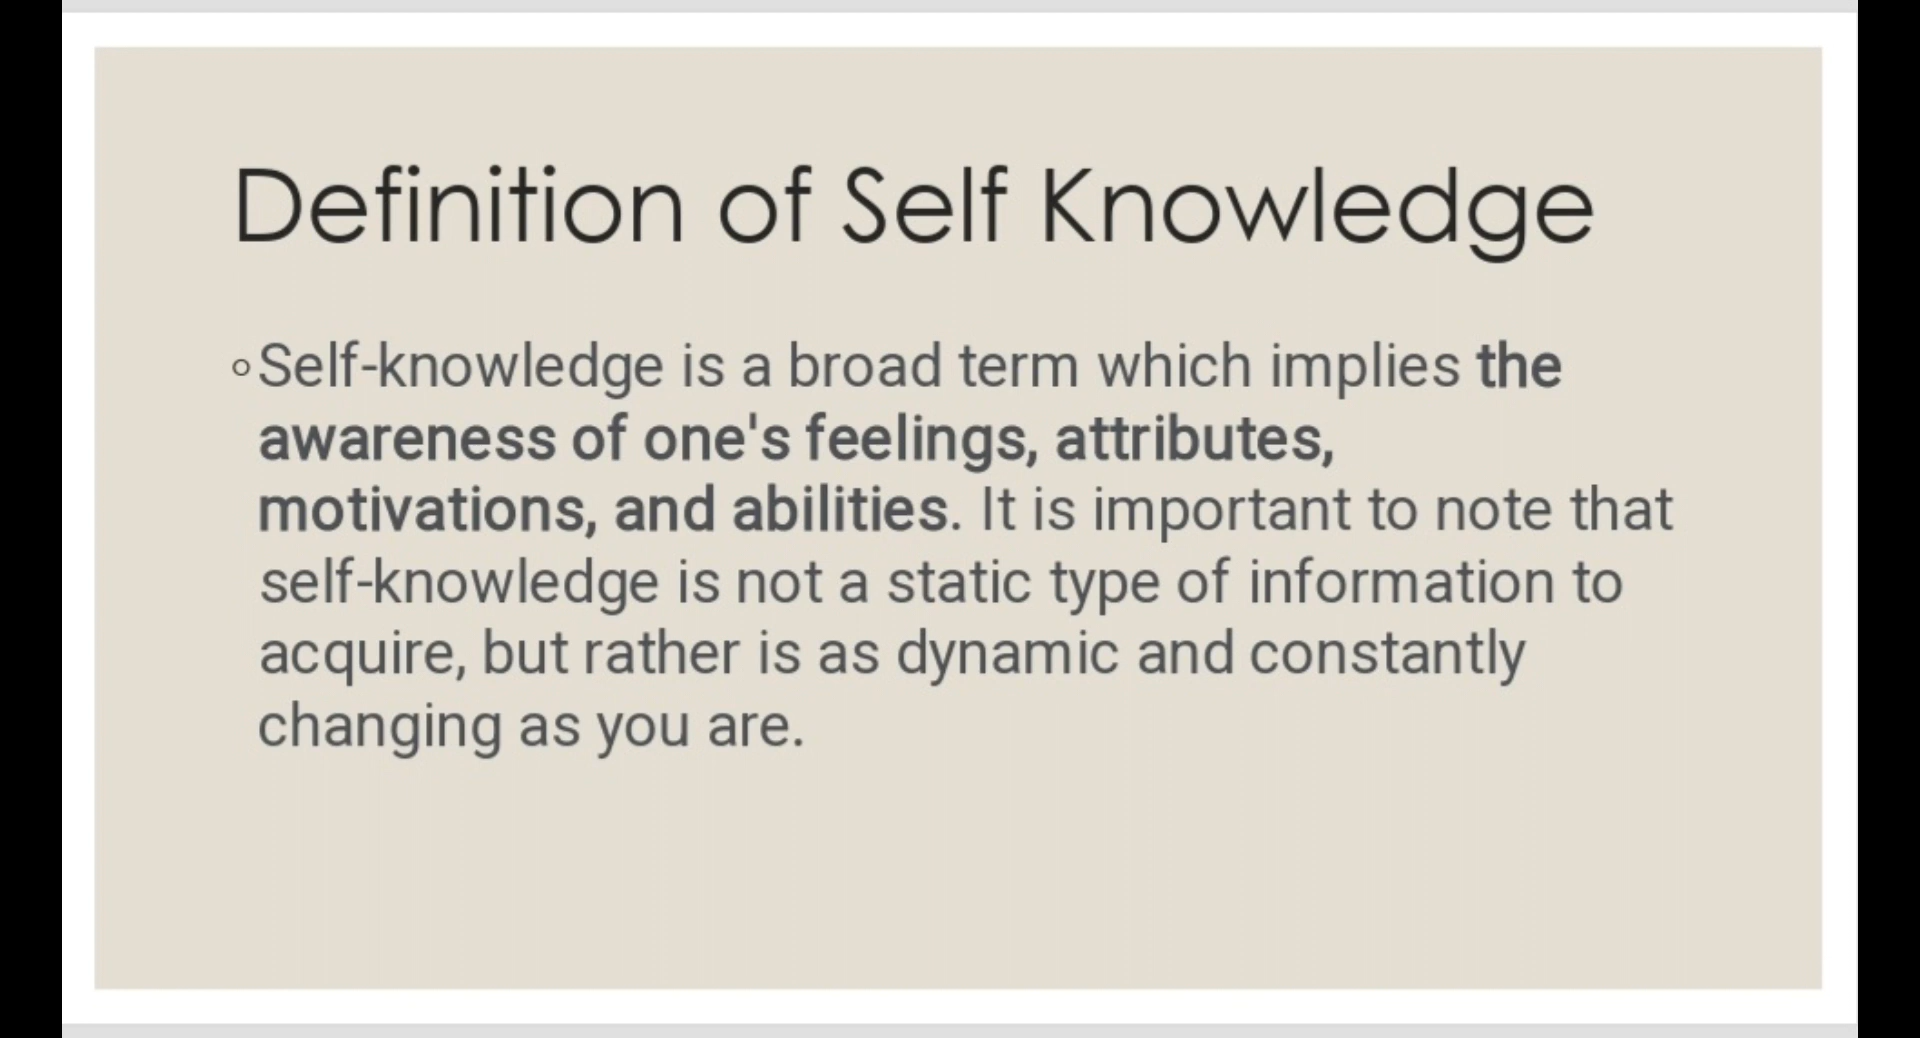 Definition of Self Knowledge
◦Self-knowledge is a broad term which implies the
awareness of one's feelings, attributes,
motivations, and abilities. It is important to note that
self-knowledge is not a static type of information to
acquire, but rather is as dynamic and constantly
changing as you are.